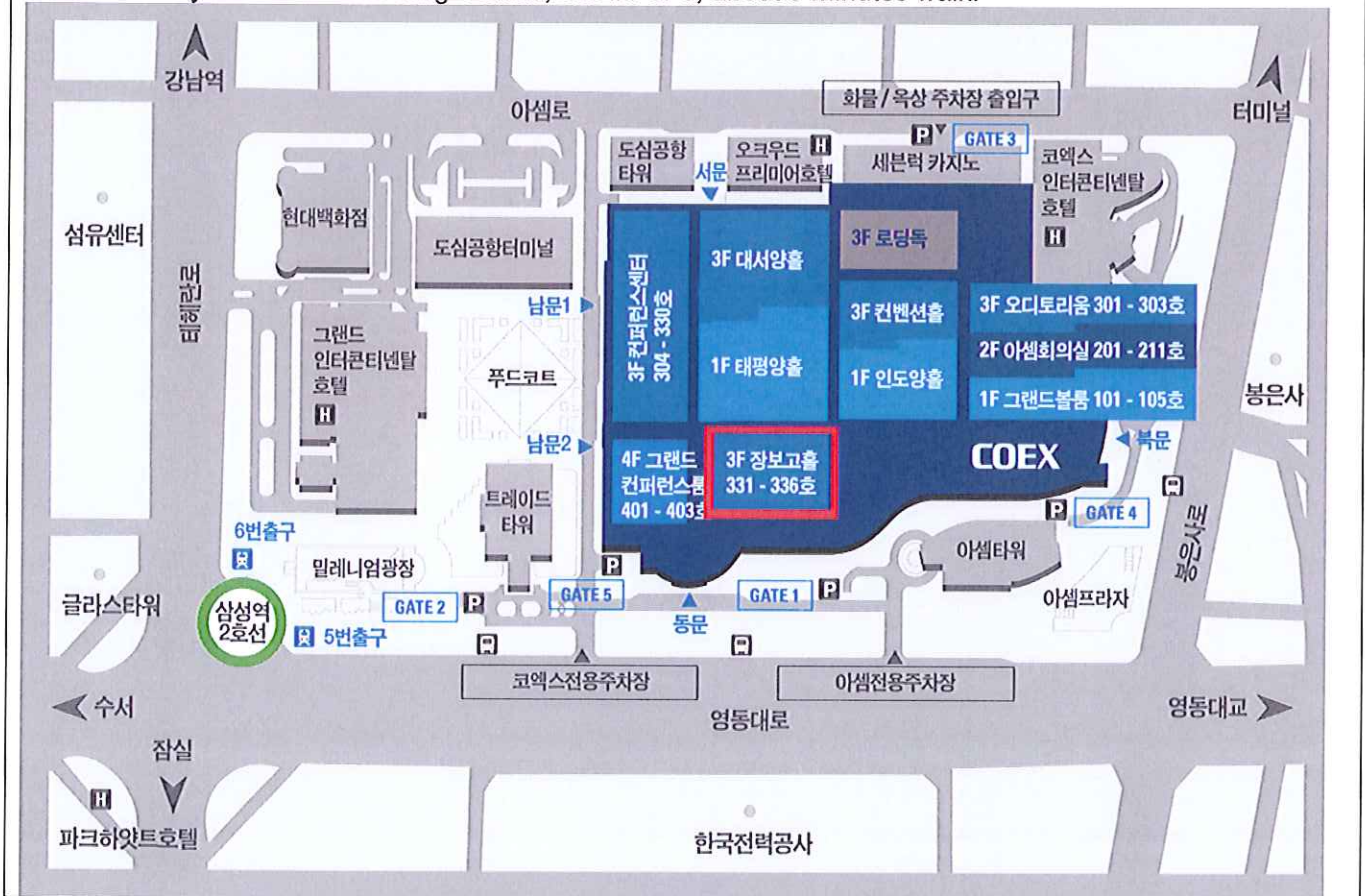 강남역
아셈로
화물 / 옥상 주차장 출입구
터미널
P
GATE 3
도심공항
타워
서문
오크우드 H
프리미어호텔
세븐럭 카지노
코엑스
인터콘티넨탈
호텔
H
섬유센터
현대백화점
도심공항터미널
테헤란로
3F 컨퍼런스센터
304 - 330호
3F 대서양홀
3F 로딩독
남문1
3F 컨벤션홀
3F 오디토리움 301 - 303호
2F 아셈회의실 201 - 211호
1F 그랜드볼룸 101 - 105호
그랜드
인터콘티넨탈
호텔
H
푸드코트
1F 태평양홀
1F 인도양홀
봉은사
남문2
4F 그랜드
컨퍼런스룸
401 - 403호
3F 장보고홀
331 - 336호
COEX
북문
트레이드
타워
6번출구
밀레니엄광장
P
GATE 4
아셈타워
봉은사로
글라스타워
삼성역
2호선
5번출구
GATE 2
P
P
GATE 5
동문
GATE 1
P
아셈프라자
코엑스전용주차장
아셈전용주차장
수서
영동대로
영동대교
잠실
H
파크하얏트호텔
한국전력공사